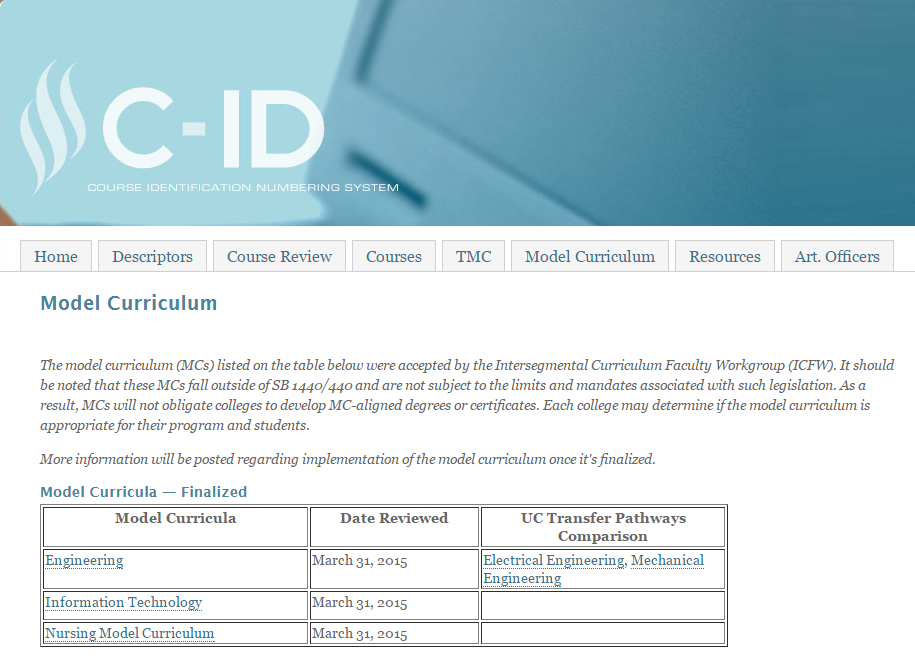 C-ID
COURSE IDENTIFICATION NUMBERING SYSTEM
Home Descriptors Course Review Courses TMC Model Curriculum Resources Art. Officers
Model Curriculum
The model curriculum (MCs) listed on the table below were accepted by the Intersegmental Curriculum Faculty Workgroup (ICFW). It should
be noted that these MCs fall outside of SB 1440/440 and are not subject to the limits and mandates associated with such legislation. As a
result, MCs will not obligate colleges to develop MC-aligned degrees or certificates. Each college may determine if the model curriculum is
appropriate for their program and students.
More information will be posted regarding implementation of the model curriculum once it's finalized.
Model Curricula — Finalized
Model Curricula Date Reviewed UC Transfer Pathways
Comparison
Engineering March 31, 2015 Electrical Engineering, Mechanical
Engineering
Information Technology March 31, 2015
Nursing Model Curriculum March 31, 2015